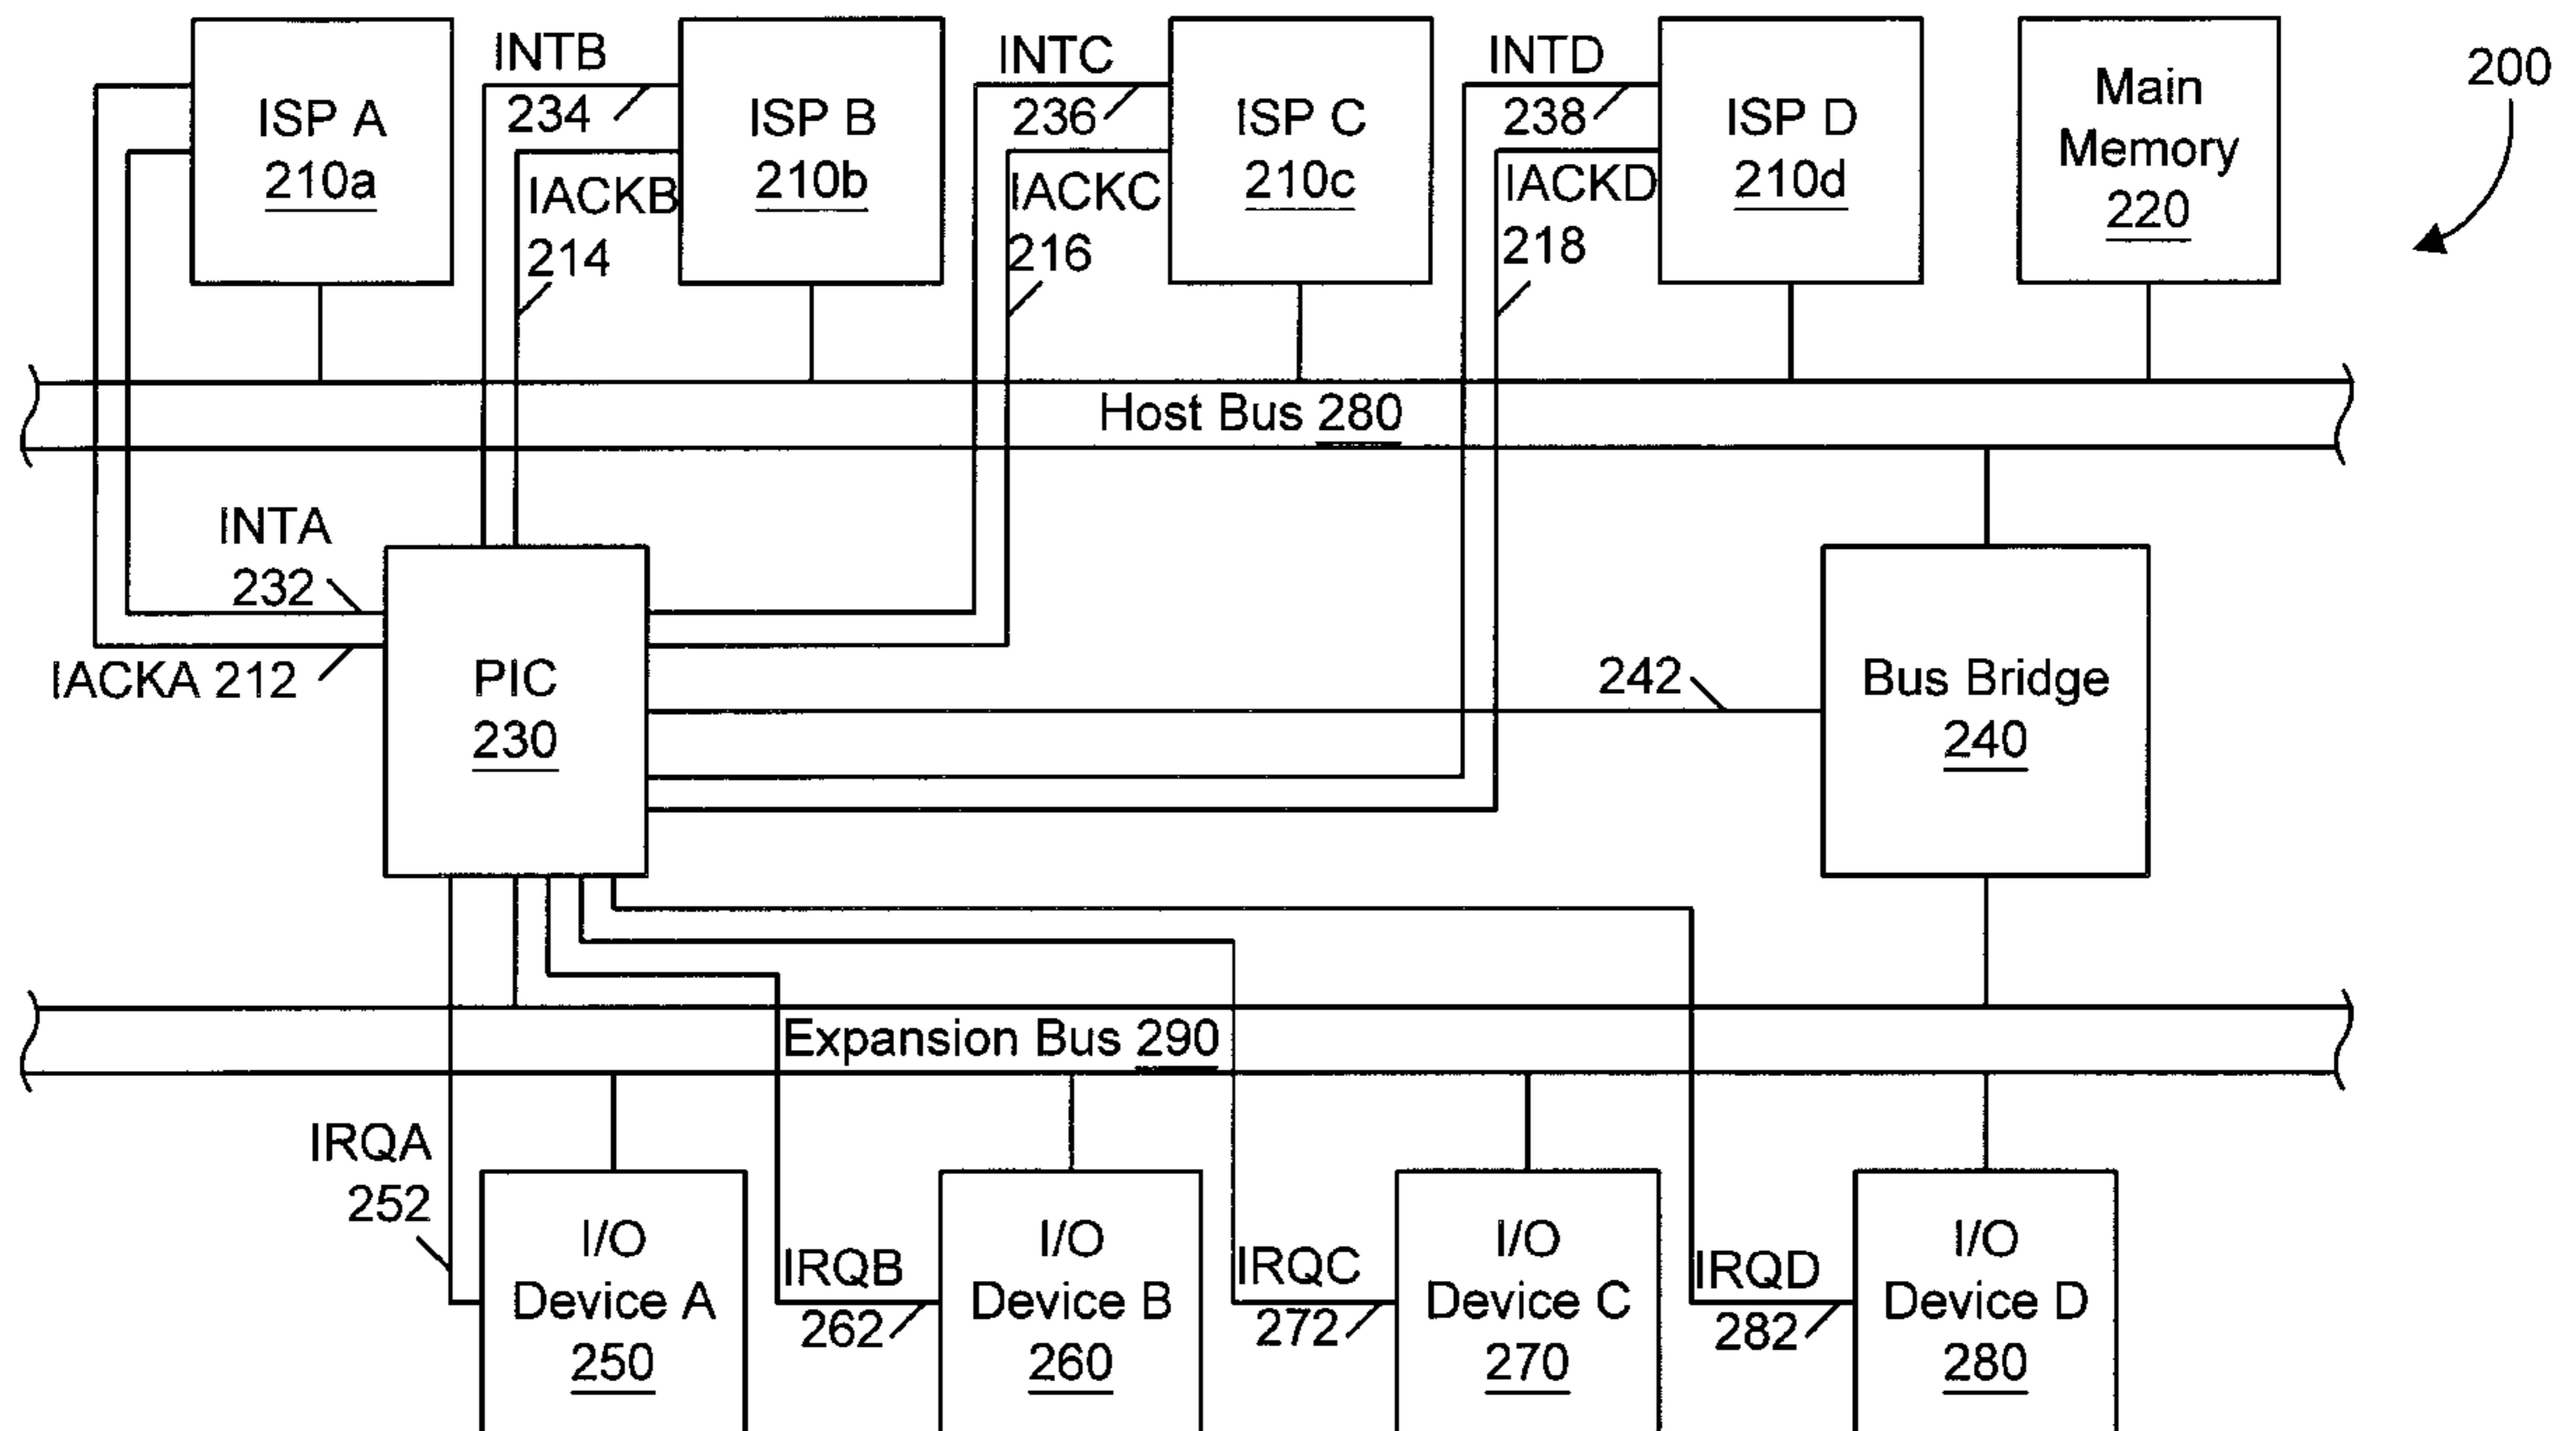 INTB
234
INTC
236
INTD
238
200
ISP A
210a
ISP B
210b
ISP C
210c
ISP D
210d
Main
Memory
220
IACKB
214
IACKC
216
IACKD
218
Host Bus 280
INTA
232
IACKA 212
PIC
230
242
Bus Bridge
240
Expansion Bus 290
IRQA
252
I/O
Device A
250
IRQB
262
I/O
Device B
260
IRQC
272
I/O
Device C
270
IRQD
282
I/O
Device D
280